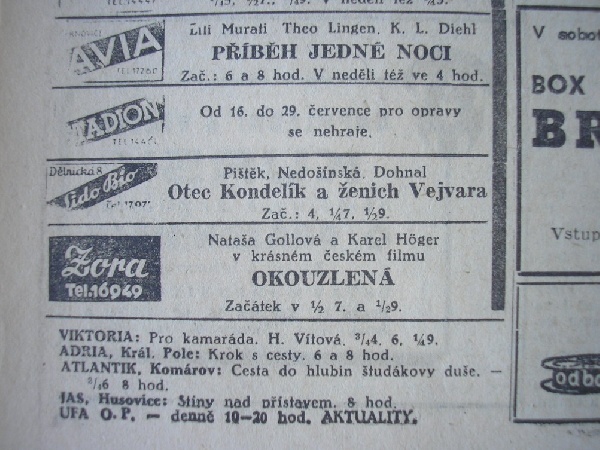 AVIA
Lili Murati Theo Lingen, K. L. Diehl
PŘÍBĚH JEDNÉ NOCI
Zač.: 6 a 8 hod. V neděli též ve 4 hod.
STADION
Od 16. do 29. července pro opravy
se nehraje.
Dělnická 8
Lido Bio
Pištěk, Nedošínská, Dohnal
Otec Kondelík a ženich Vejvara
Zač.: 4, ¼7, ½9.
Zora
Tel.16949
Nataša Gollová a Karel Höger
v krásném českém filmu
OKOUZLENÁ
Začátek v ½ 7. a ½9.
VIKTORIA: Pro kamaráda. H. Vítová, ¾4, 6, ¼9.
ADRIA, Král. Pole: Krok s cesty. 6 a 8 hod.
ATLANTIK, Komárov: Cesta do hlubin študákovy duše. —
¾6 8 hod.
JAS, Husovice: Stíny nad přístavem. 8 hod.
UFA O. P. — denně 10—20 hod. AKTUALITY.
V sobot
BOX
BR
Vstup
Odbo